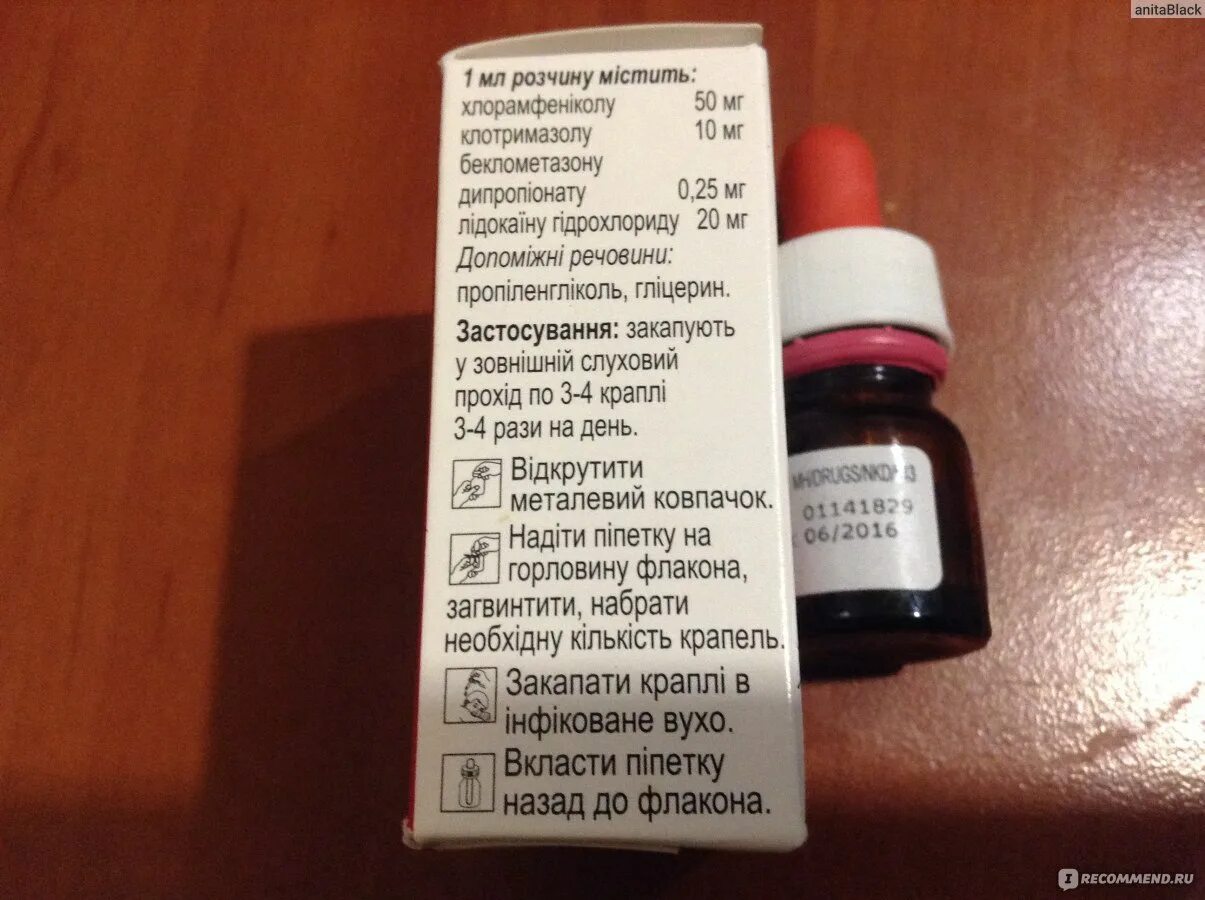 anitaBlack
1 мл розчину містить:
хлорамфеніколу 50 мг
клотримазолу 10 мг
беклометазону
дипропіонату 0,25 мг
лідокаїну гідрохлориду 20 мг
Допоміжні речовини:
пропіленгліколь, гліцерин.
Застосування: закапують
у зовнішній слуховий
прохід по 3-4 краплі
3-4 рази на день.
Відкрутити
металевий ковпачок.
Надіти піпетку на
горловину флакона,
загвинтити, набрати
необхідну кількість крапель.
Закапати краплі в
інфіковане вухо.
Вкласти піпетку
назад до флакона.
01141829
06/2016
IRECOMMEND.RU